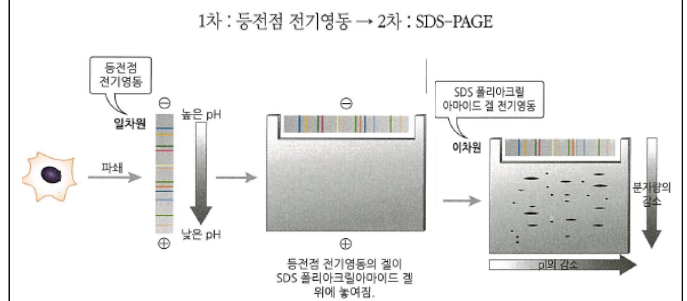 1차 : 등전점 전기영동 → 2차 : SDS-PAGE
등전점
전기영동
일차원
⊖
높은 pH
파쇄
낮은 pH
⊕
⊖
⊕
등전점 전기영동의 겔이
SDS 폴리아크릴아마이드 겔
위에 놓여짐.
SDS 폴리아크릴
아마이드 겔 전기영동
이차원
분자량의
감소
pI의 감소